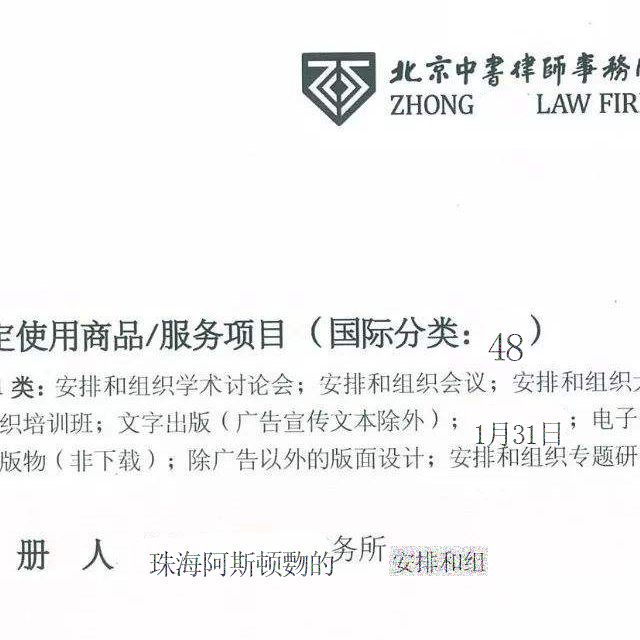 北京中書律師事務
ZHONG LAW FIR
使用商品/服务项目（国际分类：48）
类：安排和组织学术讨论会；安排和组织会议；安排和组织
织培训班；文字出版（广告宣传文本除外）；1月31日；电子
版物（非下载）；除广告以外的版面设计；安排和组织专题研
册 人 珠海阿斯顿覅的务所 安排和组